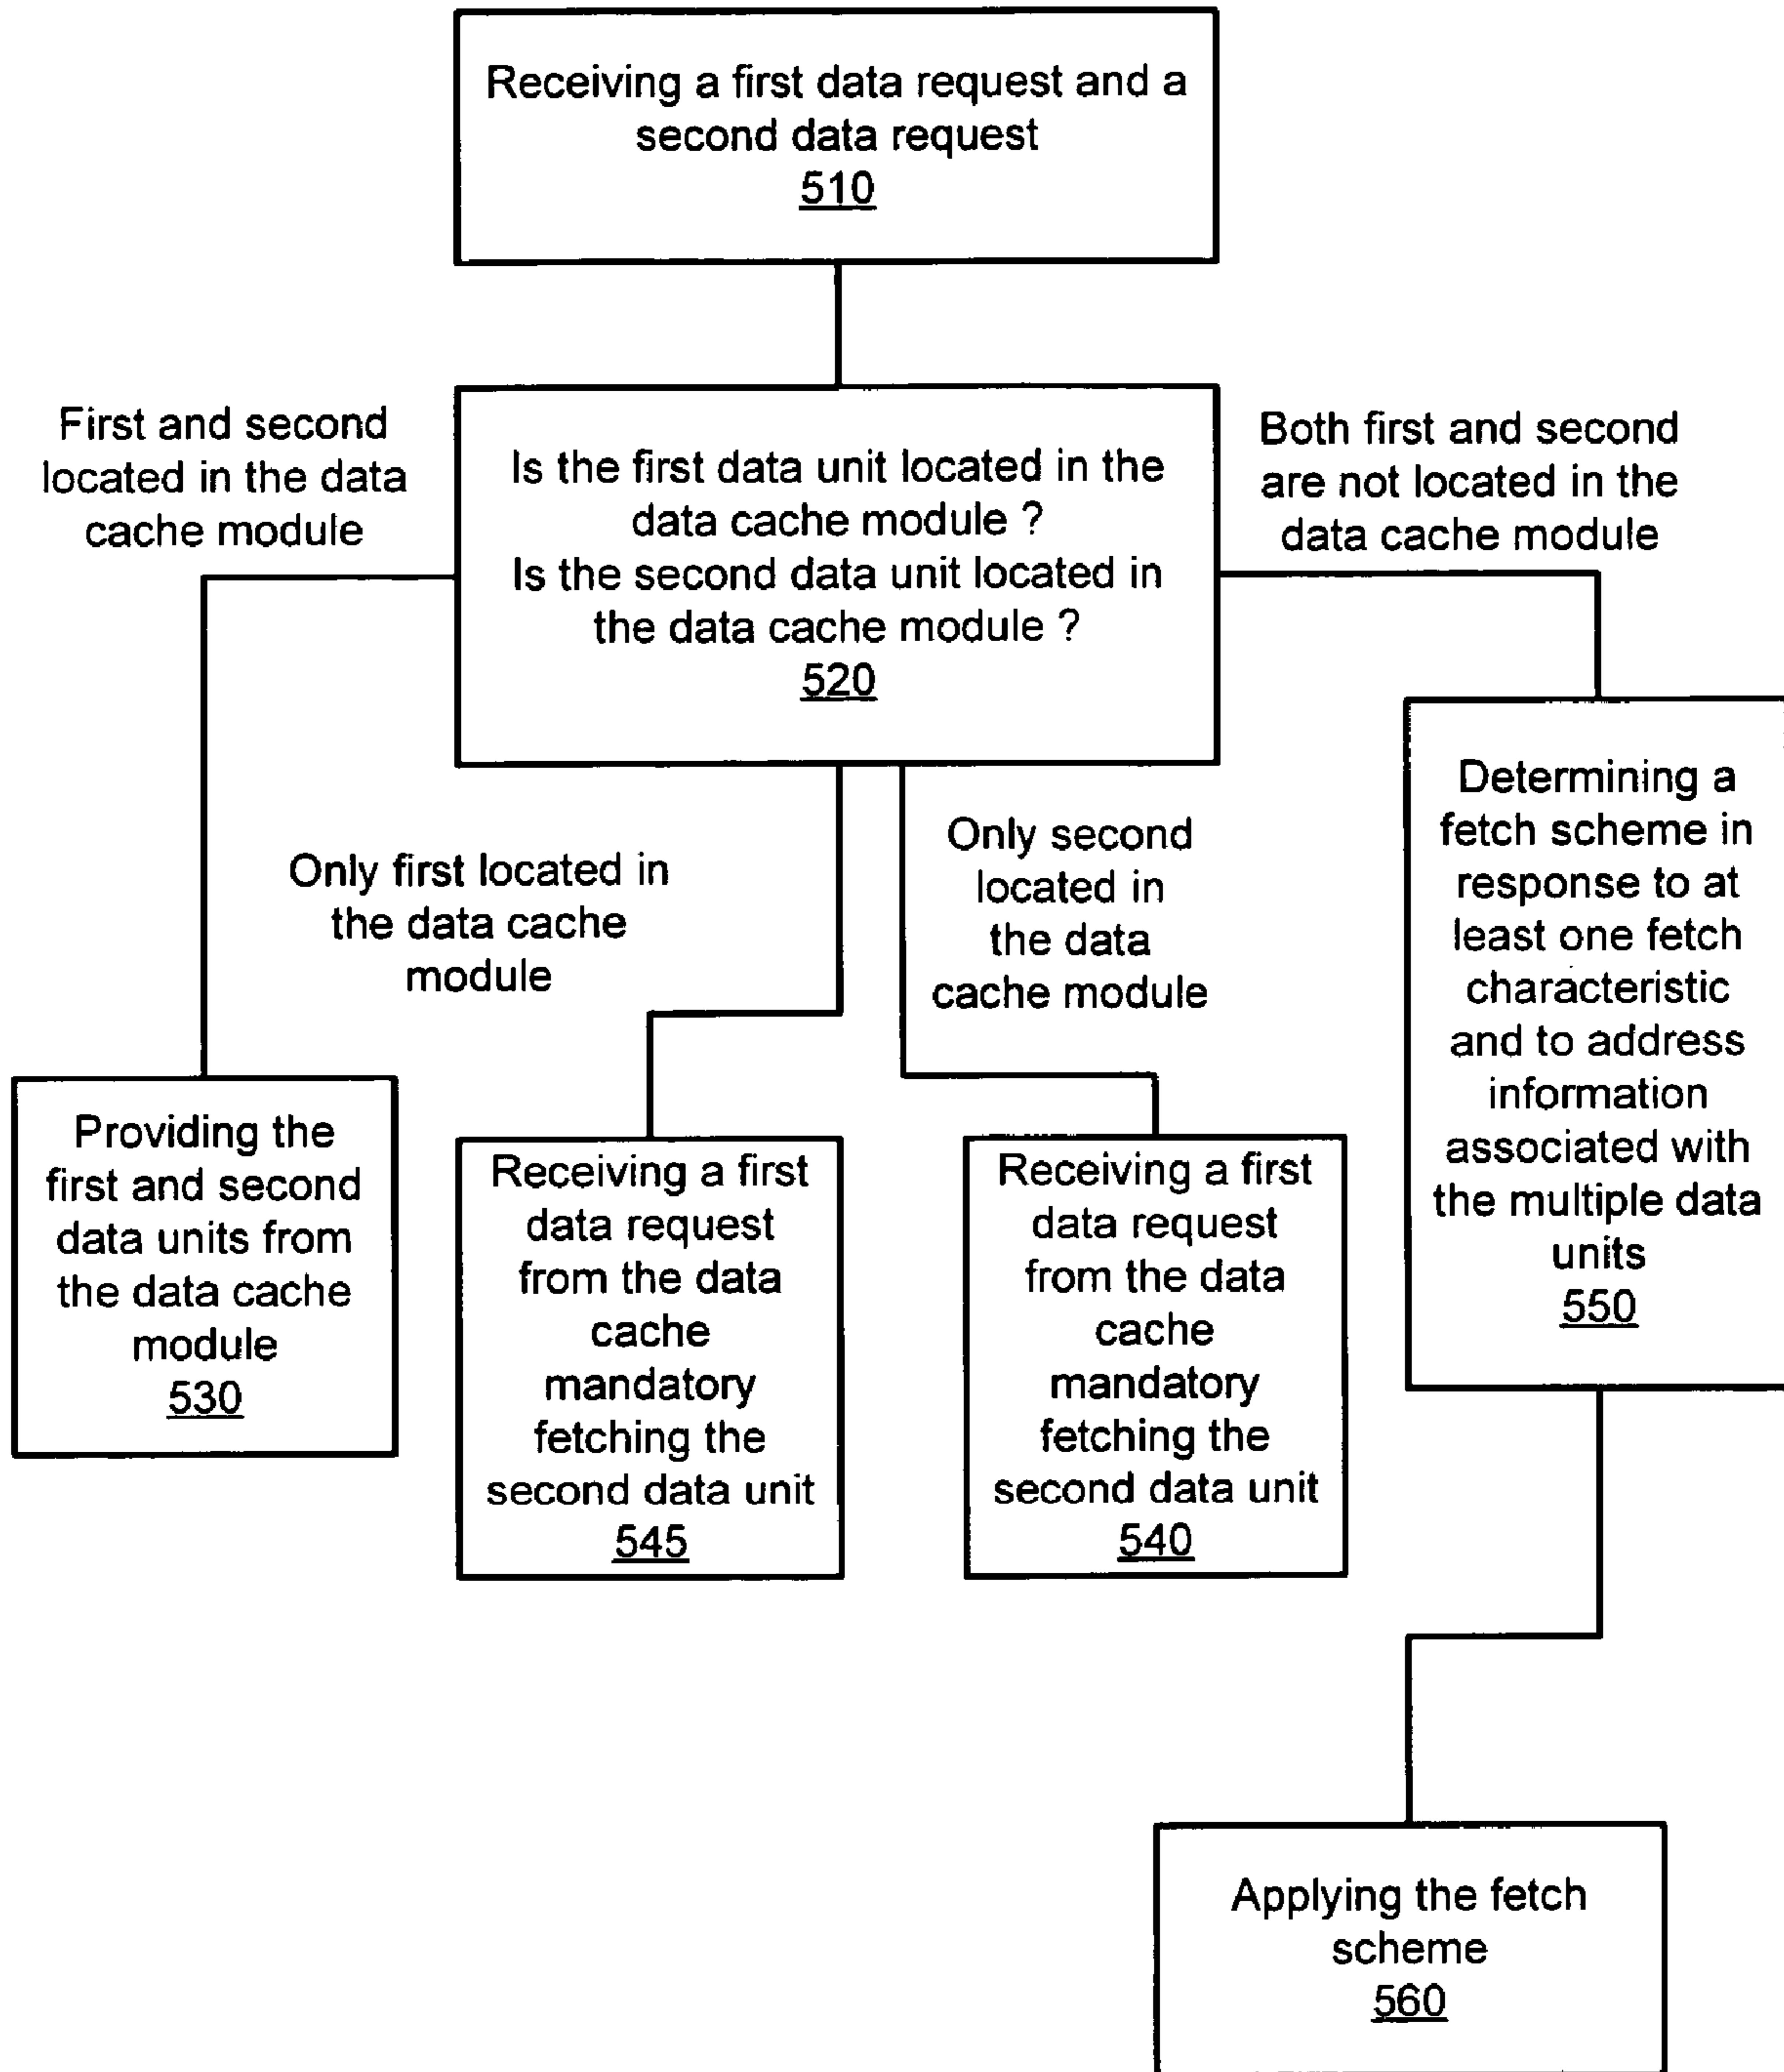 Receiving a first data request and a
second data request
510
First and second
located in the data
cache module
Is the first data unit located in the
data cache module ?
Is the second data unit located in
the data cache module ?
520
Both first and second
are not located in the
data cache module
Only first located in
the data cache
module
Only second
located in
the data
cache module
Determining a
fetch scheme in
response to at
least one fetch
characteristic
and to address
information
associated with
the multiple data
units
550
Providing the
first and second
data units from
the data cache
module
530
Receiving a first
data request
from the data
cache
mandatory
fetching the
second data unit
545
Receiving a first
data request
from the data
cache
mandatory
fetching the
second data unit
540
Applying the fetch
scheme
560